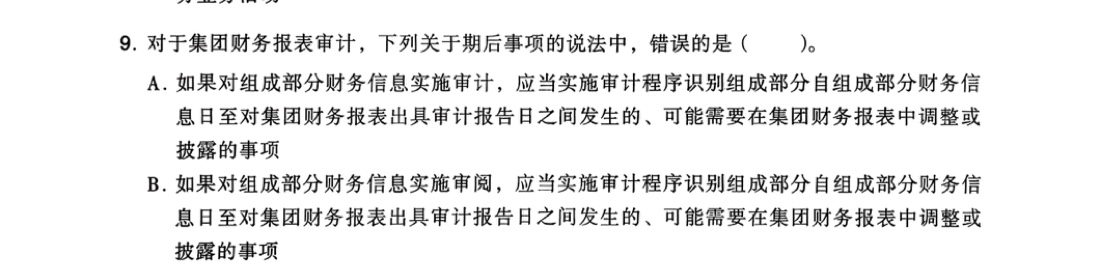 9. 对于集团财务报表审计，下列关于期后事项的说法中，错误的是（　　）。
A. 如果对组成部分财务信息实施审计，应当实施审计程序识别组成部分自组成部分财务信
息日至对集团财务报表出具审计报告日之间发生的、可能需要在集团财务报表中调整或
披露的事项
B. 如果对组成部分财务信息实施审阅，应当实施审计程序识别组成部分自组成部分财务信
息日至对集团财务报表出具审计报告日之间发生的、可能需要在集团财务报表中调整或
披露的事项